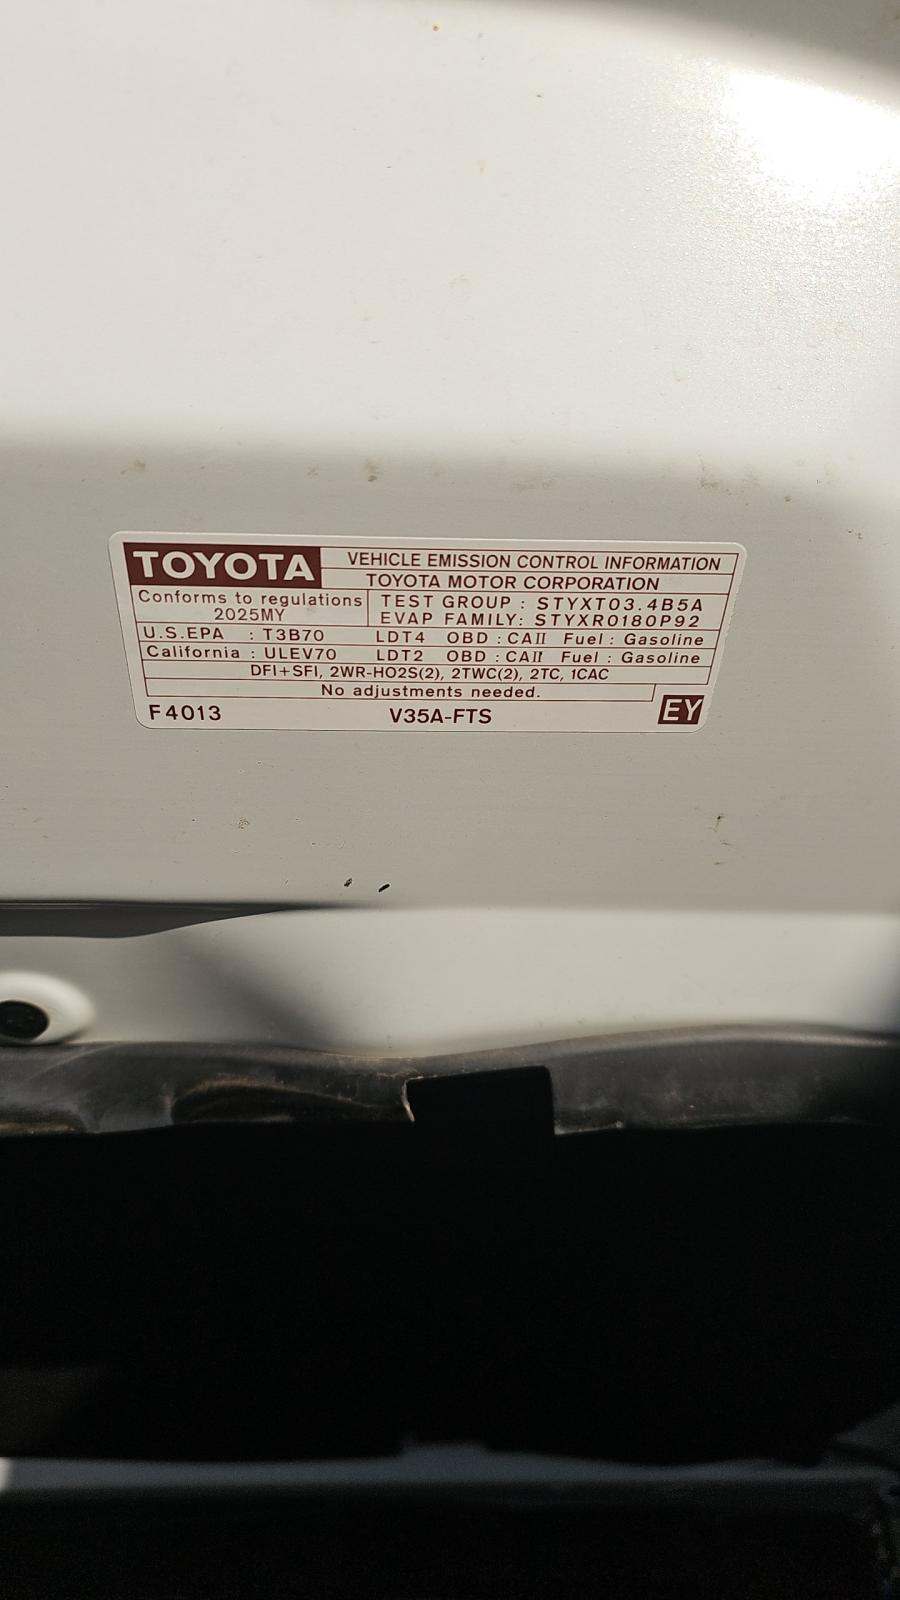 TOYOTA VEHICLE EMISSION CONTROL INFORMATION
TOYOTA MOTOR CORPORATION
Conforms to regulations
2025MY
TEST GROUP : STYXT03.4B5A
EVAP FAMILY: STYXR0180P92
U.S.EPA : T3B70 LDT4 OBD : CAII Fuel : Gasoline
California : ULEV70 LDT2 OBD : CAII Fuel : Gasoline
DFI+SFI, 2WR-HO2S(2), 2TWC(2), 2TC, 1CAC
No adjustments needed.
F4013 V35A-FTS EY